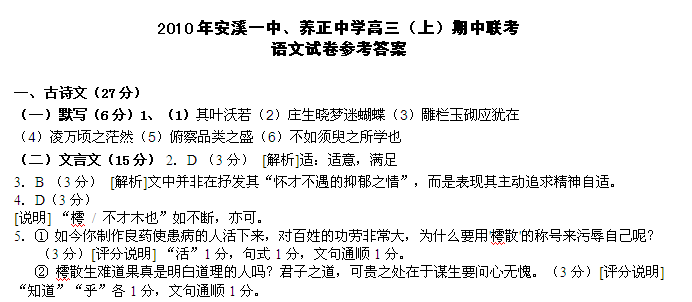 2010年安溪一中、养正中学高三（上）期中联考
语文试卷参考答案
一、古诗文（27分）
（一）默写（6分）1、（1）其叶沃若（2）庄生晓梦迷蝴蝶（3）雕栏玉砌应犹在
（4）凌万顷之茫然（5）俯察品类之盛（6）不如须臾之所学也
（二）文言文（15分）2．D（3分） [解析]适：适意，满足
3．B（3分） [解析]文中并非在抒发其“怀才不遇的抑郁之情”，而是表现其主动追求精神自适。
4．D(3分)
[说明] “樗 / 不才木也”如不断，亦可。
5．① 如今你制作良药使患病的人活下来，对百姓的功劳非常大，为什么要用'樗散'的称号来污辱自己呢？
（3分）[评分说明] “活”1分，句式1分，文句通顺1分。
② 樗散生难道果真是明白道理的人吗？君子之道，可贵之处在于谋生要问心无愧。（3分）[评分说明]
“知道”“乎”各1分，文句通顺1分。